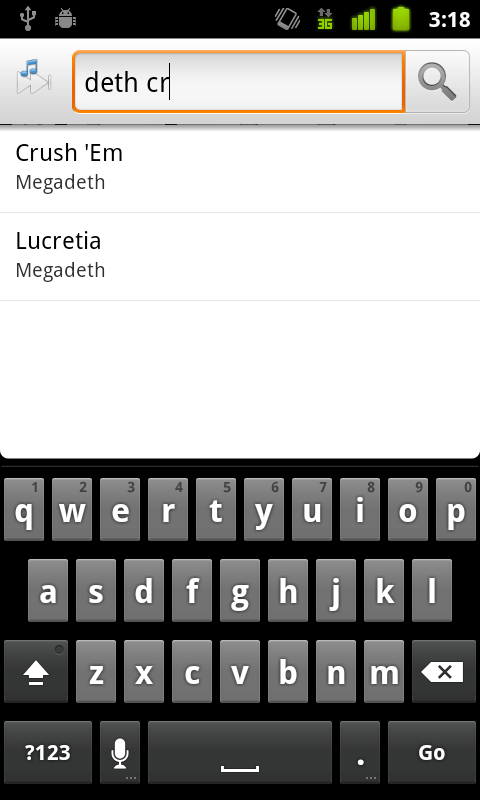 3G 3:18
deth cr
Crush 'Em
Megadeth
Lucretia
Megadeth
1 2 3 4 5 6 7 8 9 0
q w e r t y u i o p
a s d f g h j k l
z x c v b n m
?123 ... . ... Go